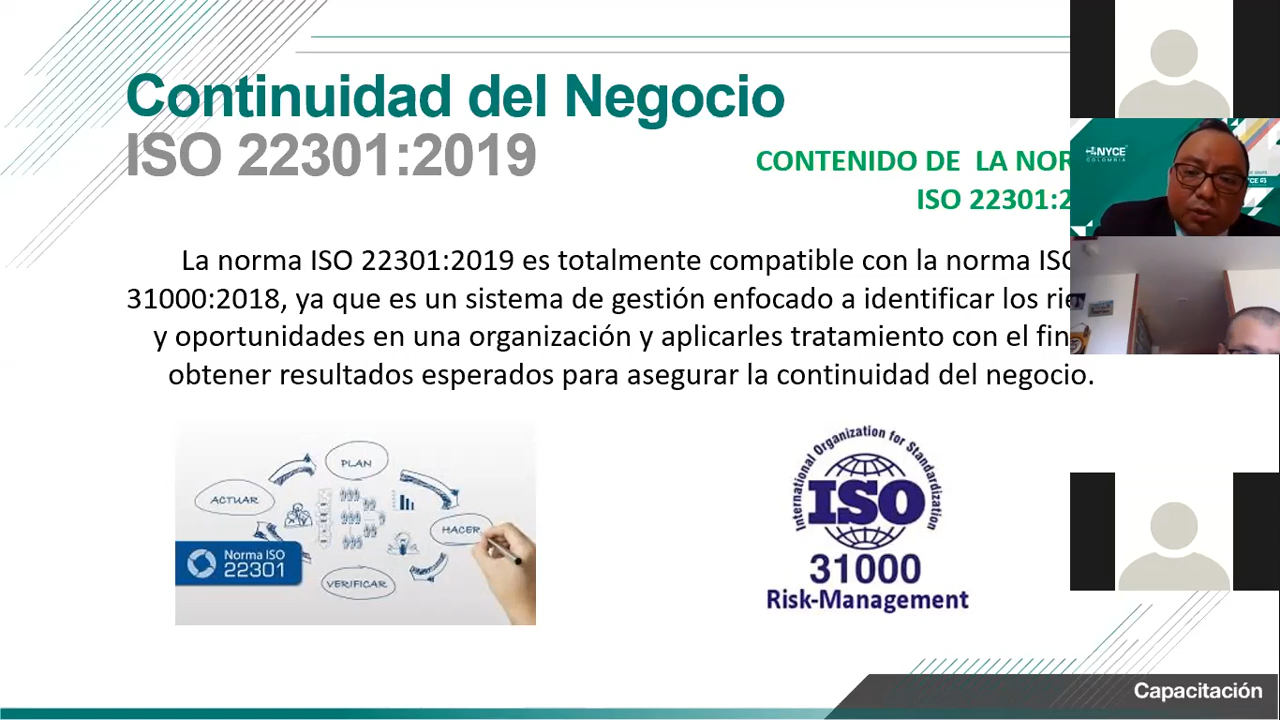 Continuidad del Negocio
ISO 22301:2019
CONTENIDO DE LA NOR
ISO 22301:2
La norma ISO 22301:2019 es totalmente compatible con la norma ISO
31000:2018, ya que es un sistema de gestión enfocado a identificar los rie
y oportunidades en una organización y aplicarles tratamiento con el fin
obtener resultados esperados para asegurar la continuidad del negocio.
PLAN
ACTUAR
HACER
VERIFICAR
Norma ISO
22301
International Organization for Standardization
ISO
31000
Risk-Management
NYCE
COLOMBIA
Capacitación